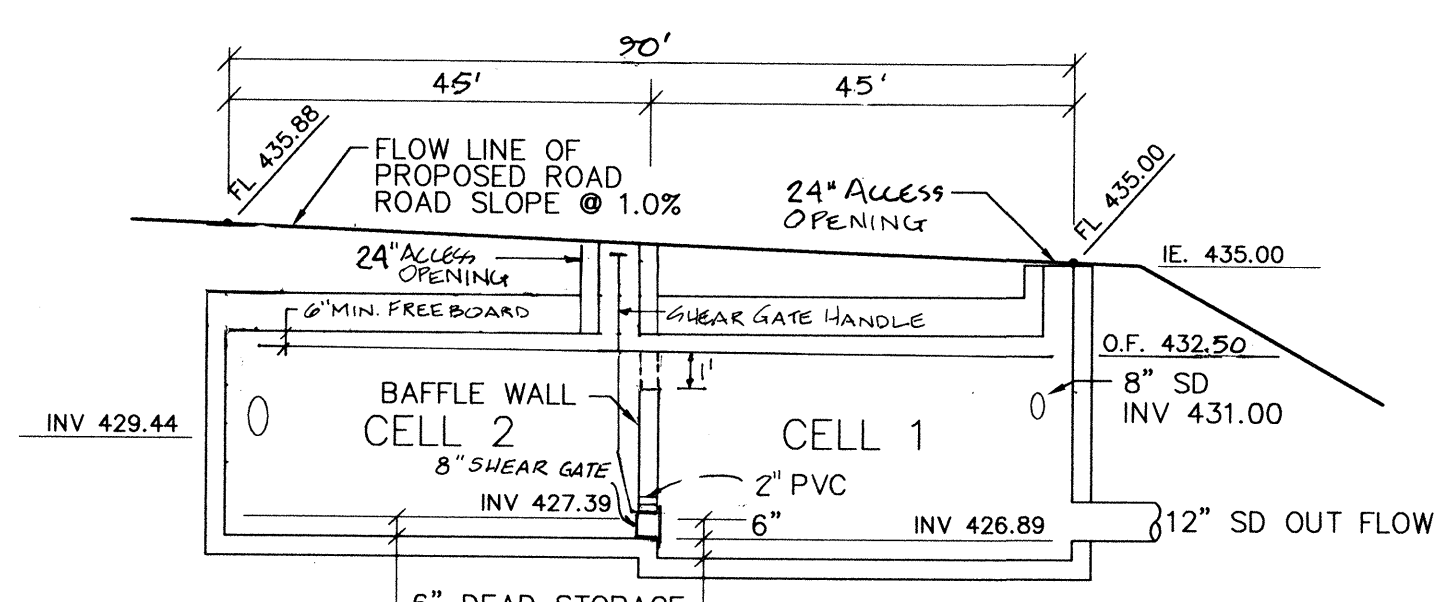 90'
45'
45'
FL 435.88
FLOW LINE OF
PROPOSED ROAD
ROAD SLOPE @ 1.0%
24" ACCESS
OPENING
FL 435.00
IE. 435.00
24" ACCESS
OPENING
6" MIN. FREEBOARD
SHEAR GATE HANDLE
O.F. 432.50
1'
8" SD
INV 431.00
BAFFLE WALL
INV 429.44
CELL 2
CELL 1
8" SHEAR GATE
2" PVC
INV 427.39
6"
INV 426.89
12" SD OUT FLOW
6" DEAD STORAGE